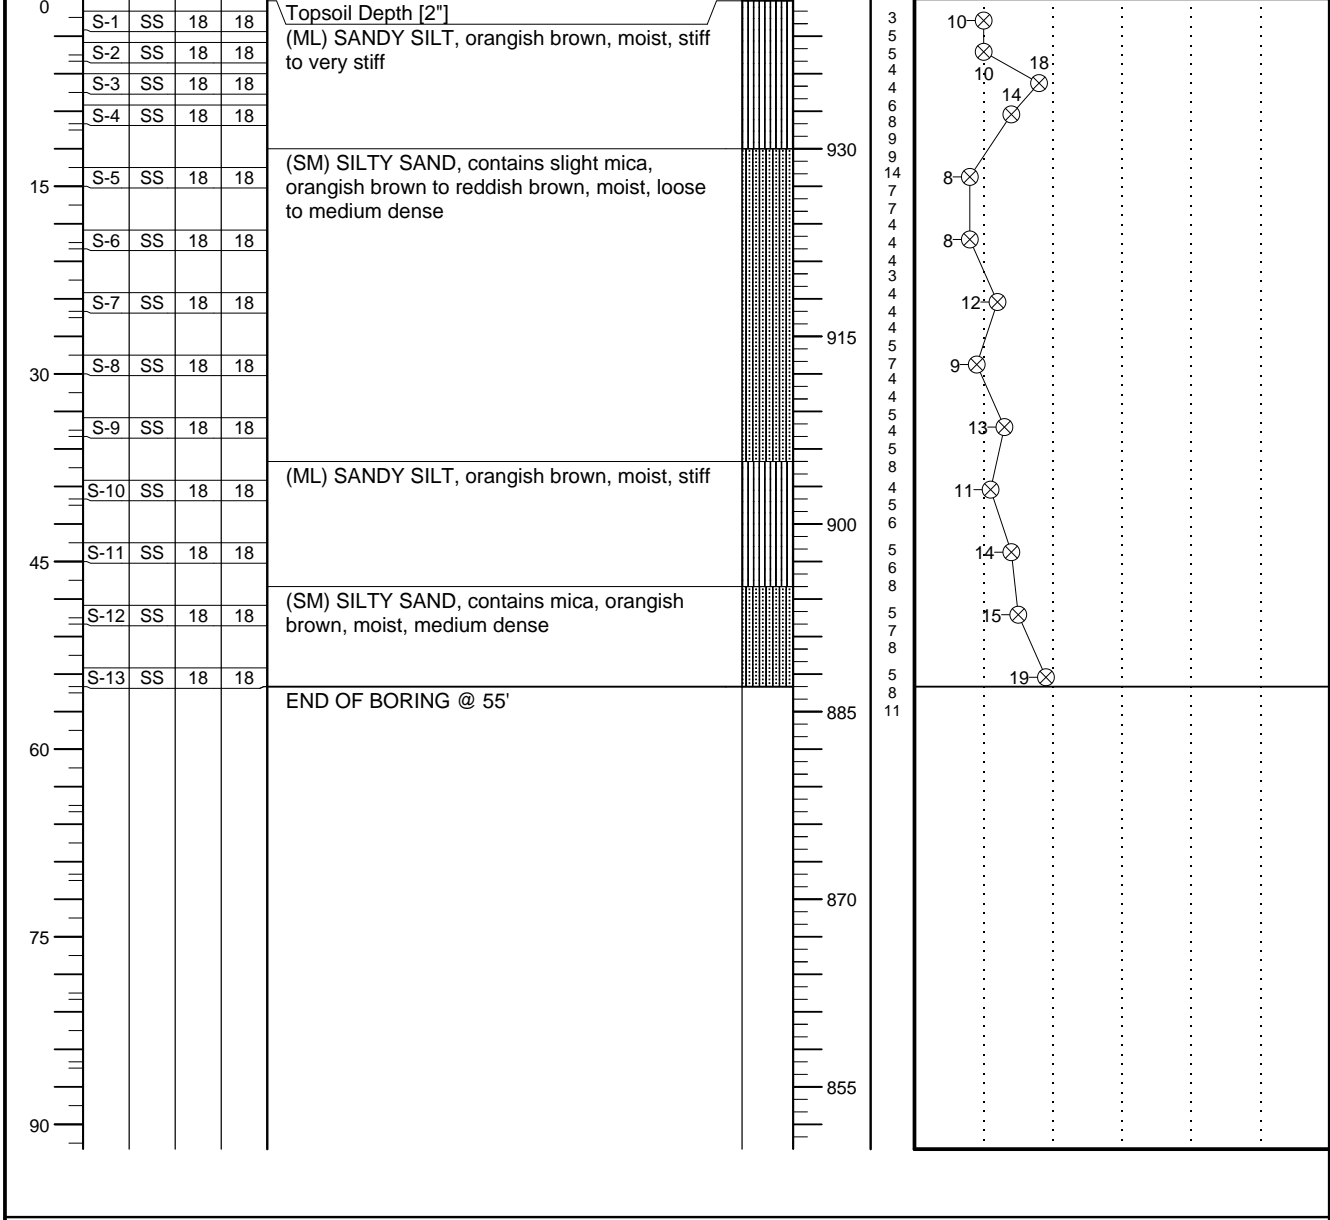 0
S-1 SS 18 18
Topsoil Depth [2"]
(ML) SANDY SILT, orangish brown, moist, stiff
to very stiff
S-2 SS 18 18
S-3 SS 18 18
S-4 SS 18 18
(SM) SILTY SAND, contains slight mica,
orangish brown to reddish brown, moist, loose
to medium dense
S-5 SS 18 18
15
S-6 SS 18 18
S-7 SS 18 18
S-8 SS 18 18
30
S-9 SS 18 18
(ML) SANDY SILT, orangish brown, moist, stiff
S-10 SS 18 18
S-11 SS 18 18
45
(SM) SILTY SAND, contains mica, orangish
brown, moist, medium dense
S-12 SS 18 18
S-13 SS 18 18
END OF BORING @ 55'
60
75
90
930
915
900
885
870
855
3
5
5
4
4
6
8
9
9
14
7
7
4
4
4
3
4
4
4
5
7
4
4
5
4
5
8
4
5
6
5
6
8
5
7
8
5
8
11
10
10
18
14
8
8
12
9
13
11
14
15
19